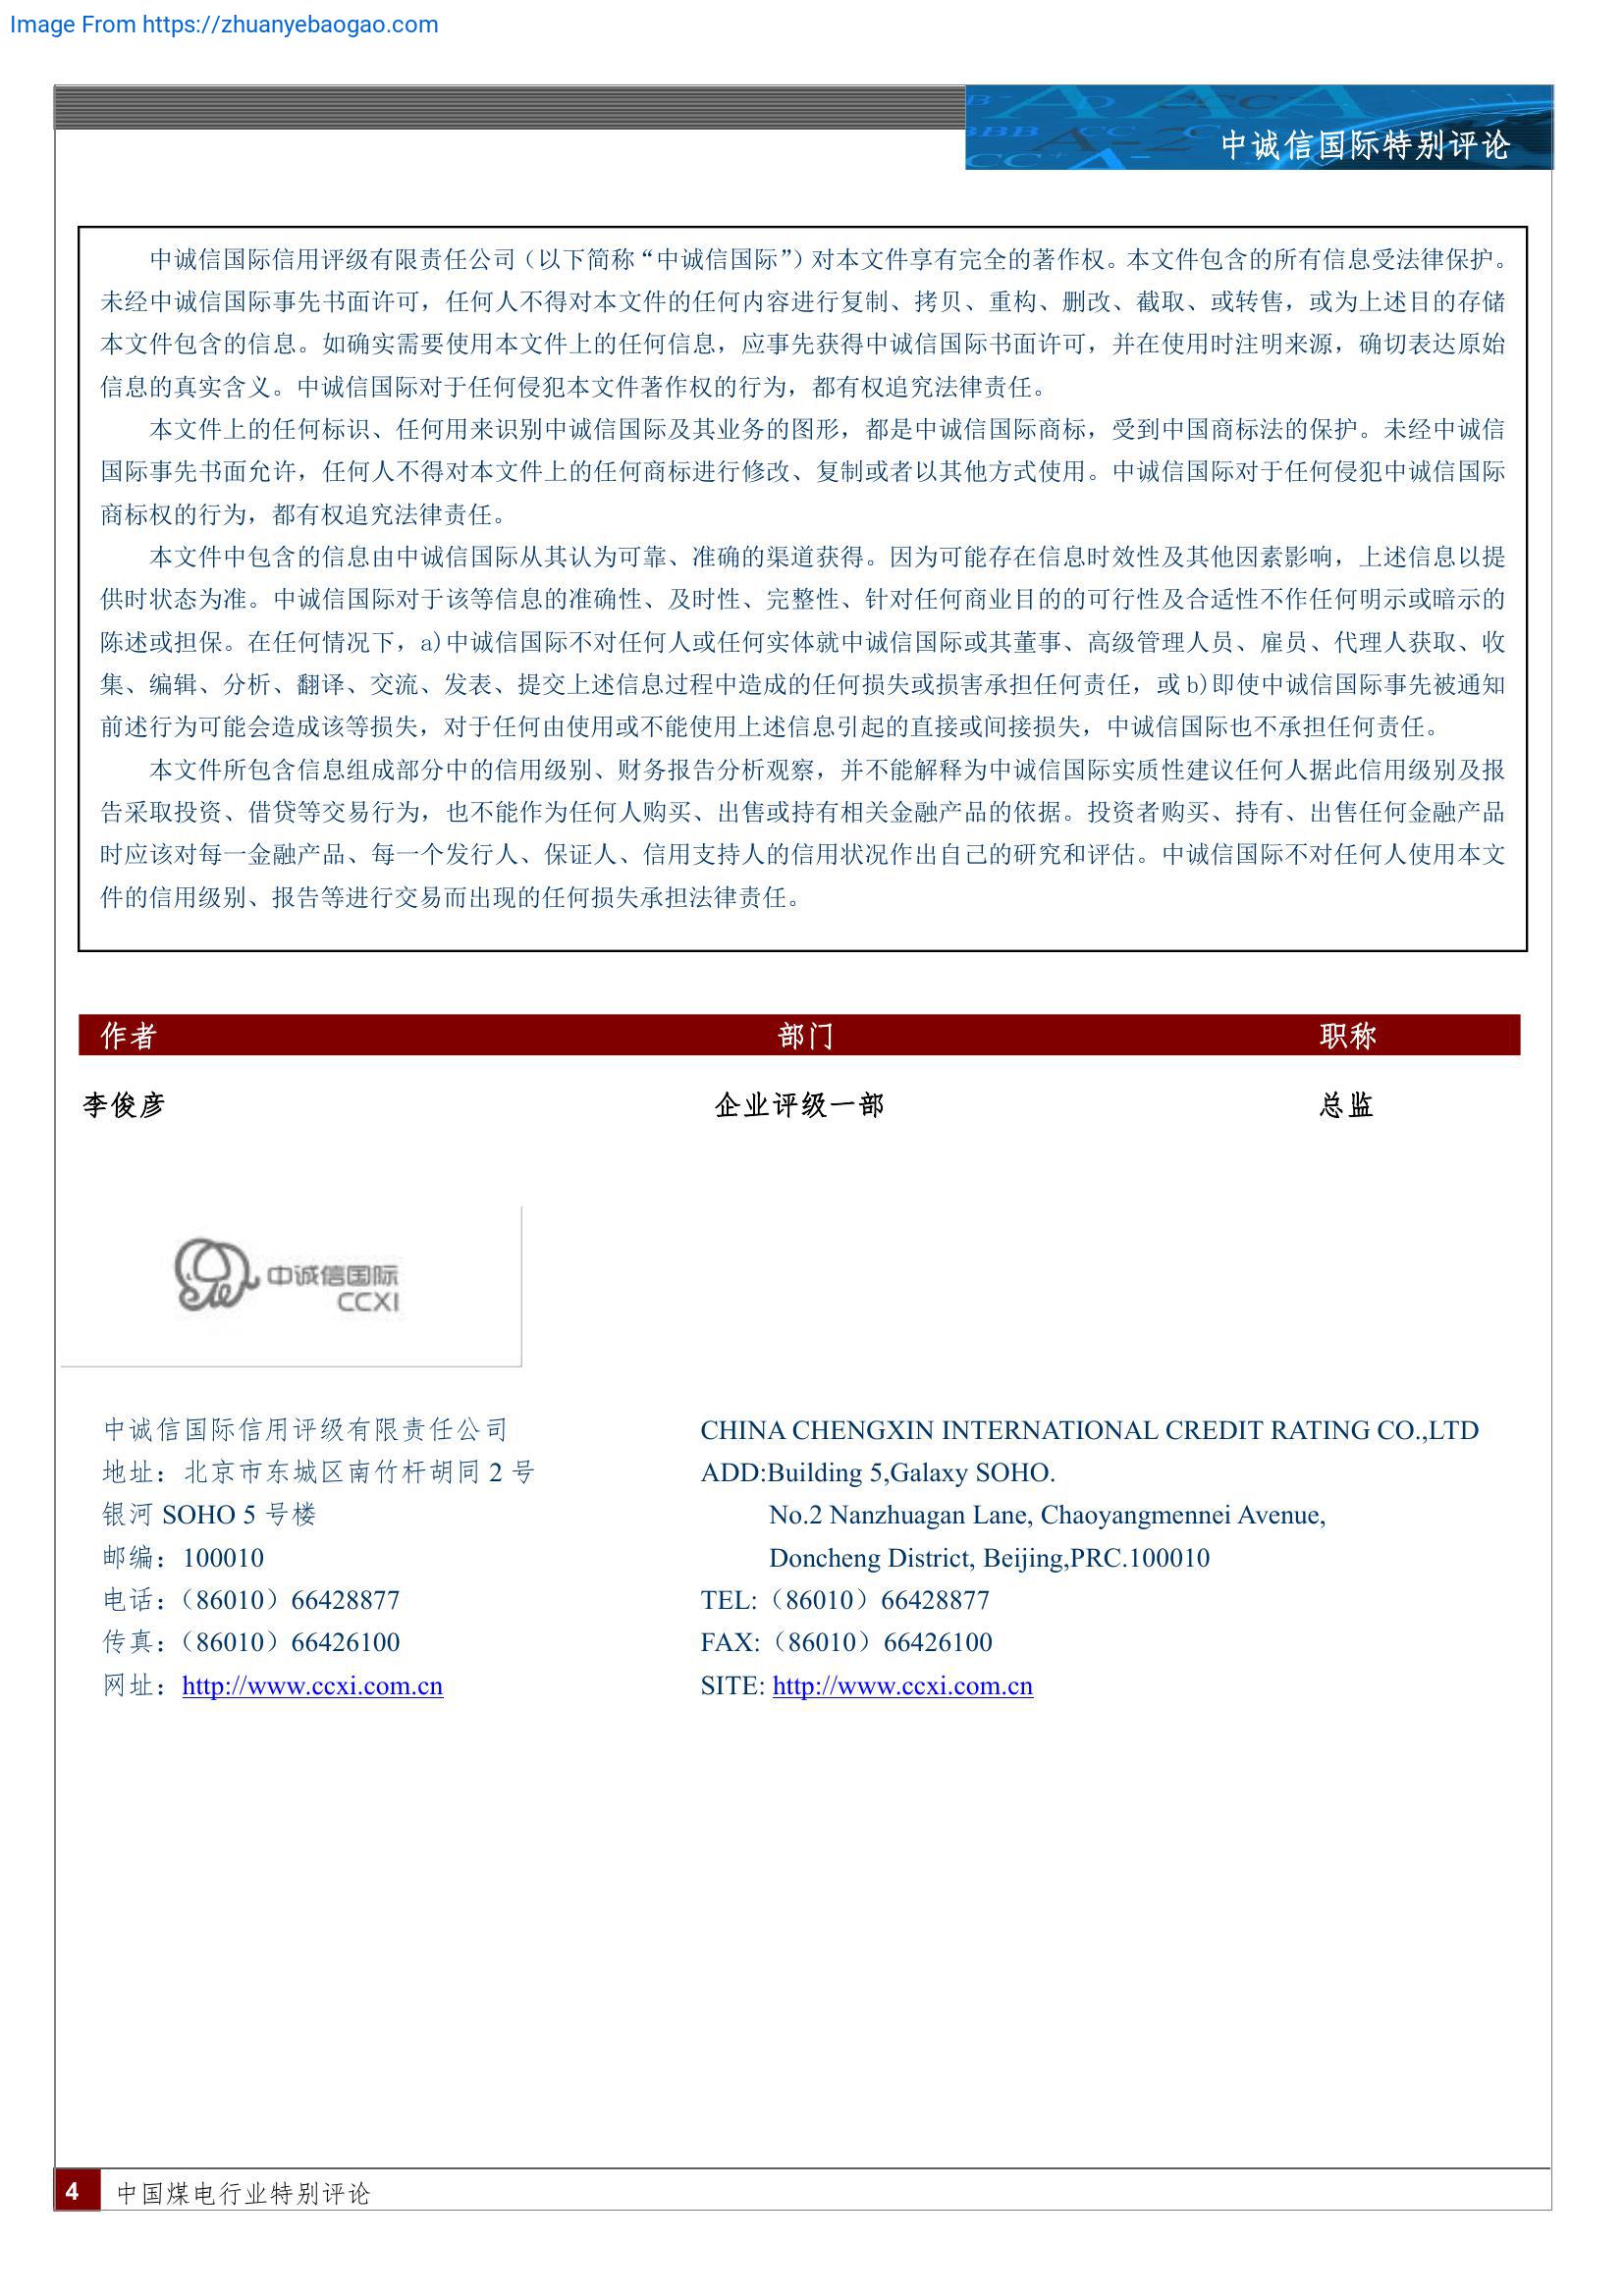 Image From https://zhuanyebaogao.com
中诚信国际特别评论
中诚信国际信用评级有限责任公司（以下简称“中诚信国际”）对本文件享有完全的著作权。本文件包含的所有信息受法律保护。
未经中诚信国际事先书面许可，任何人不得对本文件的任何内容进行复制、拷贝、重构、删改、截取、或转售，或为上述目的存储
本文件包含的信息。如确实需要使用本文件上的任何信息，应事先获得中诚信国际书面许可，并在使用时注明来源，确切表达原始
信息的真实含义。中诚信国际对于任何侵犯本文件著作权的行为，都有权追究法律责任。
本文件上的任何标识、任何用来识别中诚信国际及其业务的图形，都是中诚信国际商标，受到中国商标法的保护。未经中诚信
国际事先书面允许，任何人不得对本文件上的任何商标进行修改、复制或者以其他方式使用。中诚信国际对于任何侵犯中诚信国际
商标权的行为，都有权追究法律责任。
本文件中包含的信息由中诚信国际从其认为可靠、准确的渠道获得。因为可能存在信息时效性及其他因素影响，上述信息以提
供时状态为准。中诚信国际对于该等信息的准确性、及时性、完整性、针对任何商业目的的可行性及合适性不作任何明示或暗示的
陈述或担保。在任何情况下，a)中诚信国际不对任何人或任何实体就中诚信国际或其董事、高级管理人员、雇员、代理人获取、收
集、编辑、分析、翻译、交流、发表、提交上述信息过程中造成的任何损失或损害承担任何责任，或 b)即使中诚信国际事先被通知
前述行为可能会造成该等损失，对于任何由使用或不能使用上述信息引起的直接或间接损失，中诚信国际也不承担任何责任。
本文件所包含信息组成部分中的信用级别、财务报告分析观察，并不能解释为中诚信国际实质性建议任何人据此信用级别及报
告采取投资、借贷等交易行为，也不能作为任何人购买、出售或持有相关金融产品的依据。投资者购买、持有、出售任何金融产品
时应该对每一金融产品、每一个发行人、保证人、信用支持人的信用状况作出自己的研究和评估。中诚信国际不对任何人使用本文
件的信用级别、报告等进行交易而出现的任何损失承担法律责任。
作者 部门 职称
李俊彦 企业评级一部 总监
中诚信国际
CCXI
中诚信国际信用评级有限责任公司
地址：北京市东城区南竹杆胡同 2 号
银河 SOHO 5 号楼
邮编：100010
电话：（86010）66428877
传真：（86010）66426100
网址：http://www.ccxi.com.cn
CHINA CHENGXIN INTERNATIONAL CREDIT RATING CO.,LTD
ADD:Building 5,Galaxy SOHO.
No.2 Nanzhuagan Lane, Chaoyangmennei Avenue,
Doncheng District, Beijing,PRC.100010
TEL:（86010）66428877
FAX:（86010）66426100
SITE: http://www.ccxi.com.cn
4 中国煤电行业特别评论